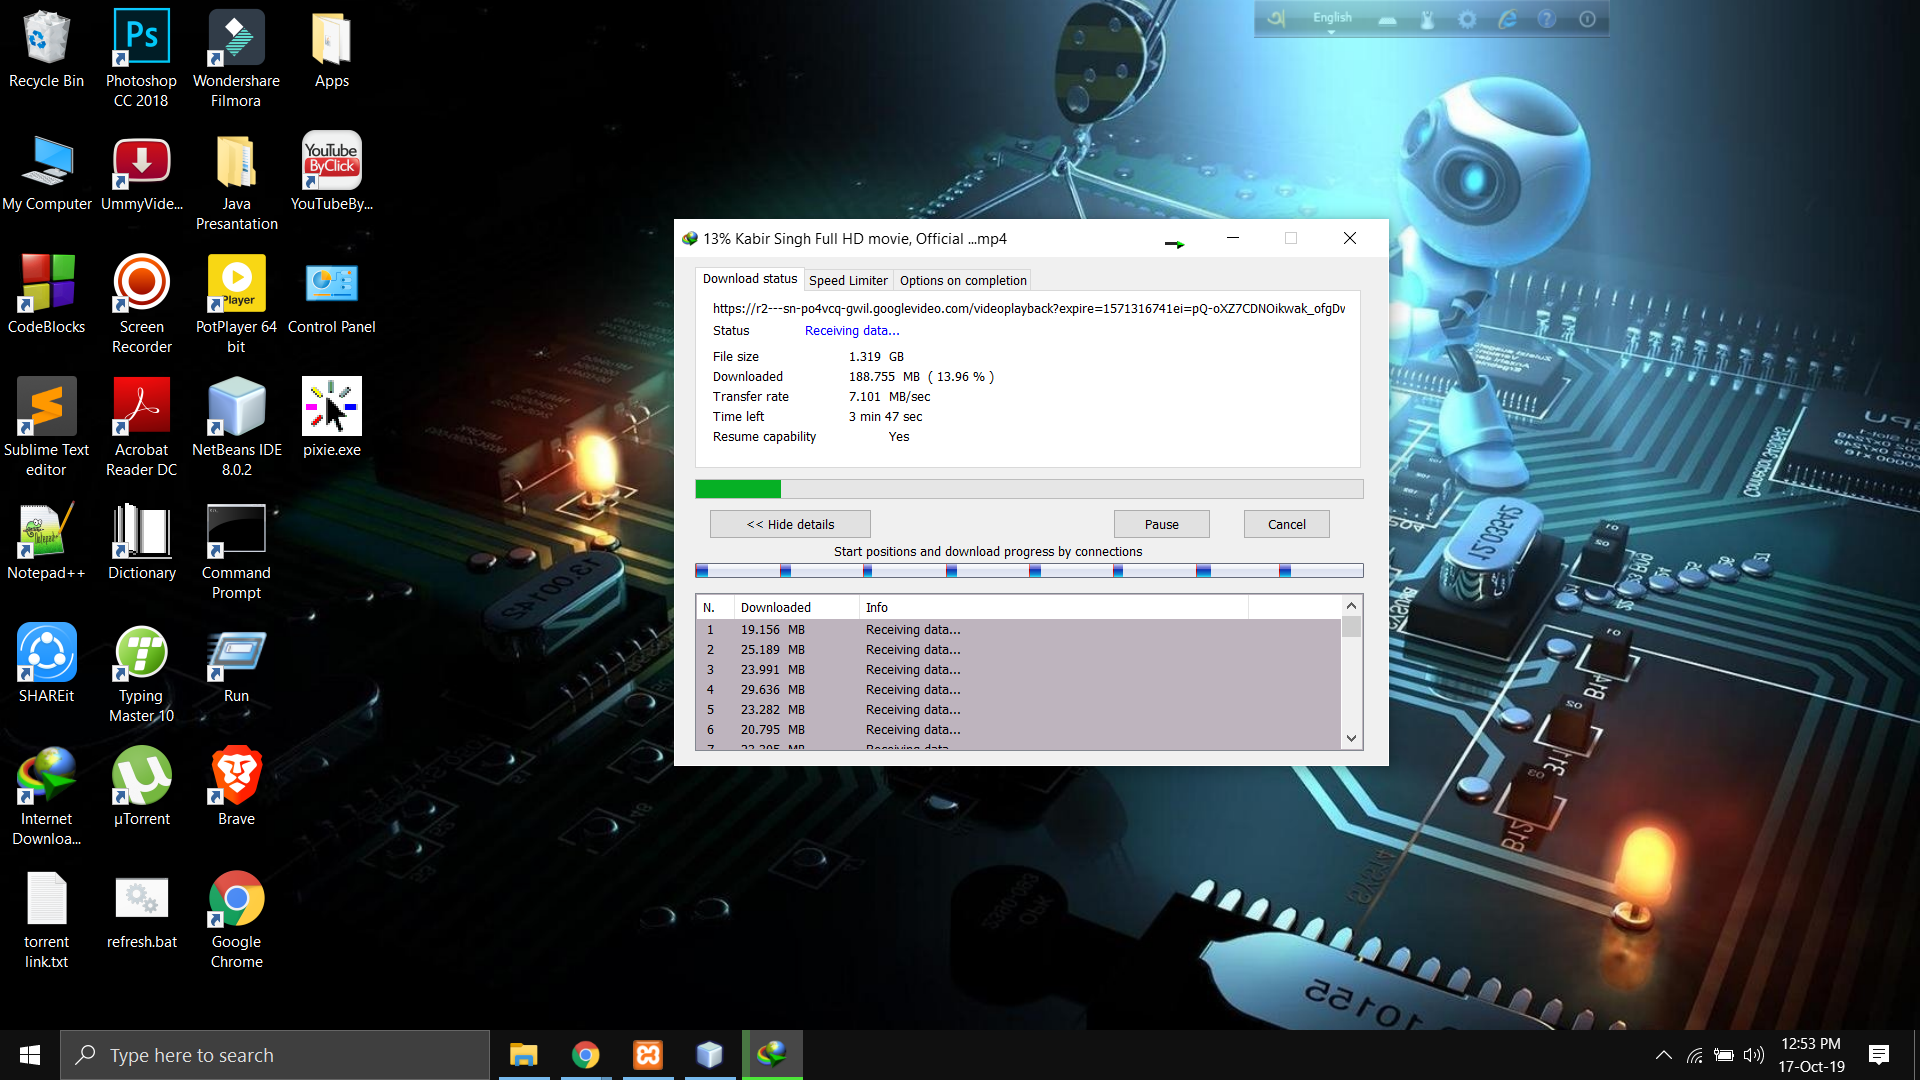 Recycle Bin
Ps
Photoshop
CC 2018
Wondershare
Filmora
Apps
My Computer
UmmyVide...
Java
Presantation
YouTube
ByClick
YouTubeBy...
CodeBlocks
Screen
Recorder
Player
PotPlayer 64
bit
Control Panel
Sublime Text
editor
Acrobat
Reader DC
NetBeans IDE
8.0.2
pixie.exe
Notepad++
Dictionary
Command
Prompt
SHAREit
Typing
Master 10
Run
Internet
Downloa...
µTorrent
Brave
torrent
link.txt
refresh.bat
Google
Chrome
English
13% Kabir Singh Full HD movie, Official ...mp4
Download status
Speed Limiter
Options on completion
https://r2---sn-po4vcq-gwil.googlevideo.com/videoplayback?expire=1571316741ei=pQ-oXZ7CDNOikwak_ofgDv
Status Receiving data...
File size 1.319 GB
Downloaded 188.755 MB ( 13.96 % )
Transfer rate 7.101 MB/sec
Time left 3 min 47 sec
Resume capability Yes
<< Hide details
Pause
Cancel
Start positions and download progress by connections
N. Downloaded Info
1 19.156 MB Receiving data...
2 25.189 MB Receiving data...
3 23.991 MB Receiving data...
4 29.636 MB Receiving data...
5 23.282 MB Receiving data...
6 20.795 MB Receiving data...
Type here to search
12:53 PM
17-Oct-19